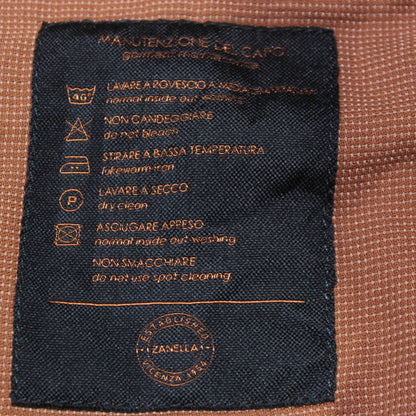 MANUTENZIONE DEL CAPO
garment maintenance
40°
LAVARE A ROVESCIO A MEDIA
normal inside out washing
NON CANDEGGIARE
do not bleach
STIRARE A BASSA TEMPERATURA
lukewarm iron
P
LAVARE A SECCO
dry clean
ASCIUGARE APPESO
normal inside out washing
NON SMACCHIARE
do not use spot cleaning
ESTABLISHED
ZANELLA
VICENZA 1954